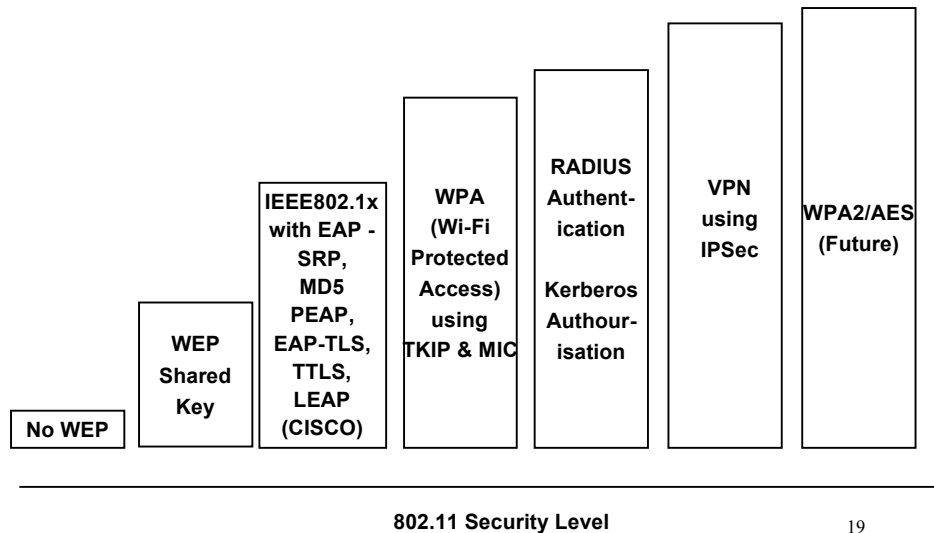 No WEP
WEP
Shared
Key
IEEE802.1x
with EAP -
SRP,
MD5
PEAP,
EAP-TLS,
TTLS,
LEAP
(CISCO)
WPA
(Wi-Fi
Protected
Access)
using
TKIP & MIC
RADIUS
Authent-
ication
Kerberos
Authour-
isation
VPN
using
IPSec
WPA2/AES
(Future)
802.11 Security Level
19